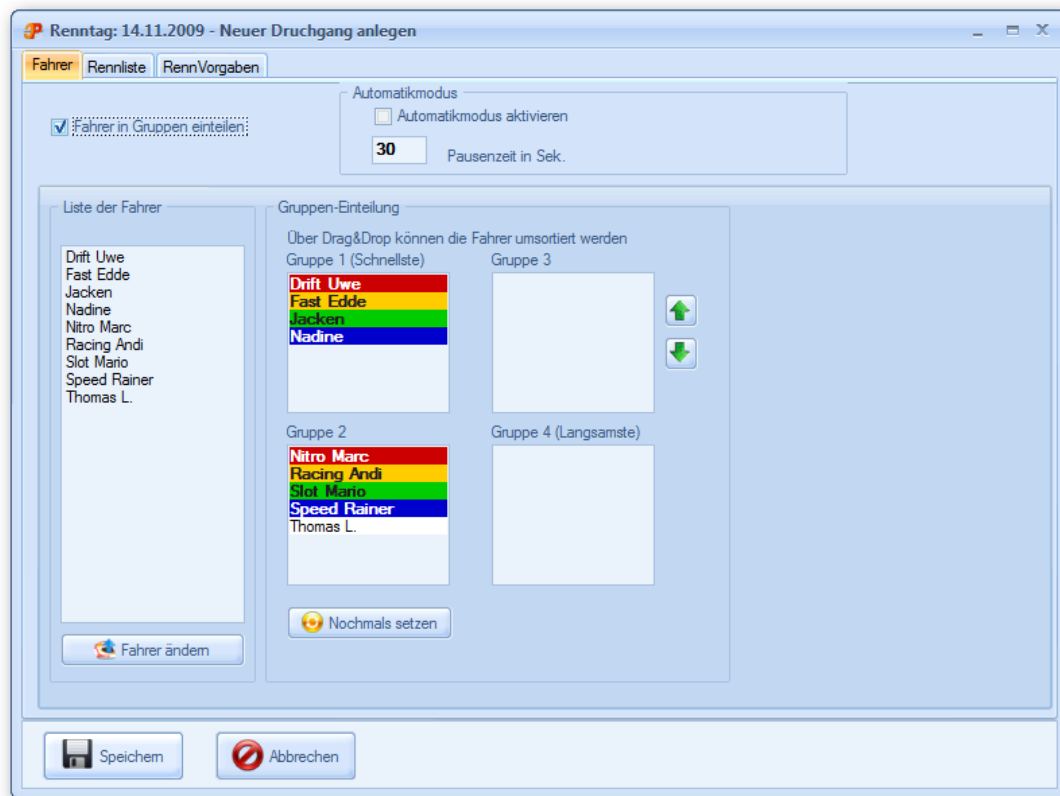 Renntag: 14.11.2009 - Neuer Druchgang anlegen
Fahrer
Rennliste
RennVorgaben
Fahrer in Gruppen einteilen
Automatikmodus
Automatikmodus aktivieren
30
Pausenzeit in Sek.
Liste der Fahrer
Drift Uwe
Fast Edde
Jacken
Nadine
Nitro Marc
Racing Andi
Slot Mario
Speed Rainer
Thomas L.
Fahrer ändern
Gruppen-Einteilung
Über Drag&Drop können die Fahrer umsortiert werden
Gruppe 1 (Schnellste)
Drift Uwe
Fast Edde
Jacken
Nadine
Gruppe 3
Gruppe 2
Nitro Marc
Racing Andi
Slot Mario
Speed Rainer
Thomas L.
Gruppe 4 (Langsamste)
Nochmals setzen
Speichern
Abbrechen